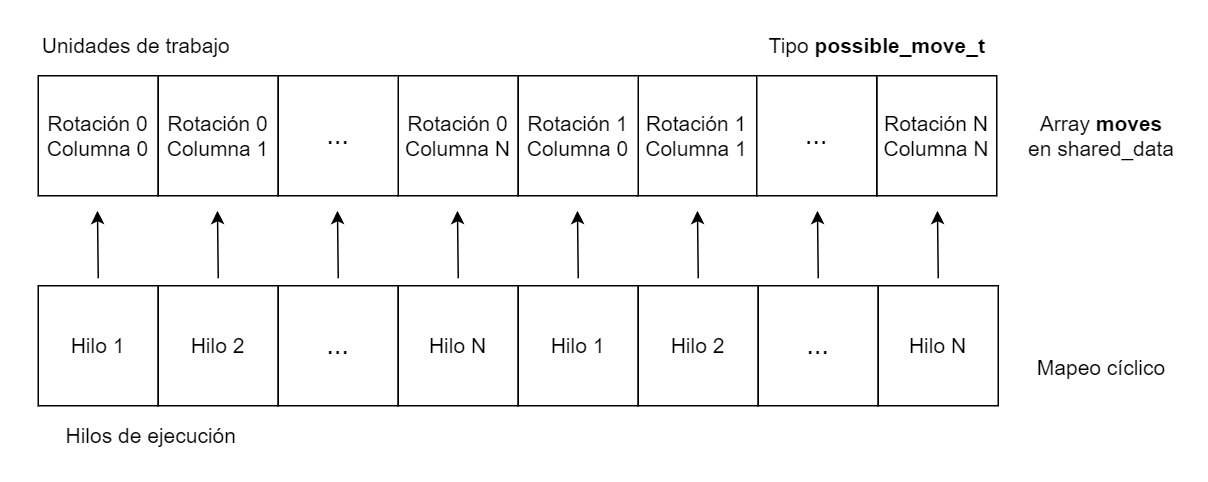 Unidades de trabajo
Tipo possible_move_t
Rotación 0
Columna 0
Rotación 0
Columna 1
...
Rotación 0
Columna N
Rotación 1
Columna 0
Rotación 1
Columna 1
...
Rotación N
Columna N
Array moves
en shared_data
Hilo 1
Hilo 2
...
Hilo N
Hilo 1
Hilo 2
...
Hilo N
Mapeo cíclico
Hilos de ejecución